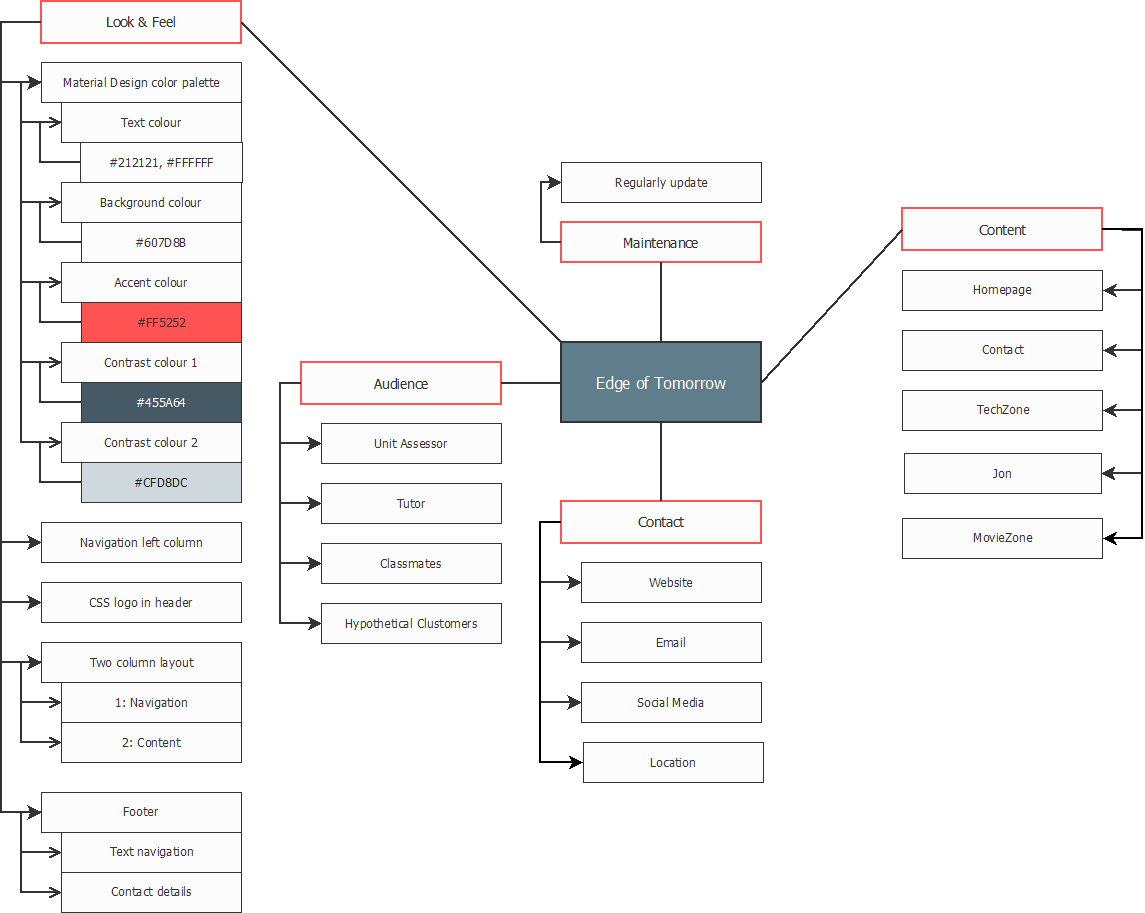 Look & Feel
Material Design color palette
Text colour
#212121, #FFFFFF
Background colour
#607D8B
Accent colour
#FF5252
Contrast colour 1
#455A64
Contrast colour 2
#CFD8DC
Navigation left column
CSS logo in header
Two column layout
1: Navigation
2: Content
Footer
Text navigation
Contact details
Regularly update
Maintenance
Edge of Tomorrow
Audience
Unit Assessor
Tutor
Classmates
Hypothetical Clustomers
Contact
Website
Email
Social Media
Location
Content
Homepage
Contact
TechZone
Jon
MovieZone